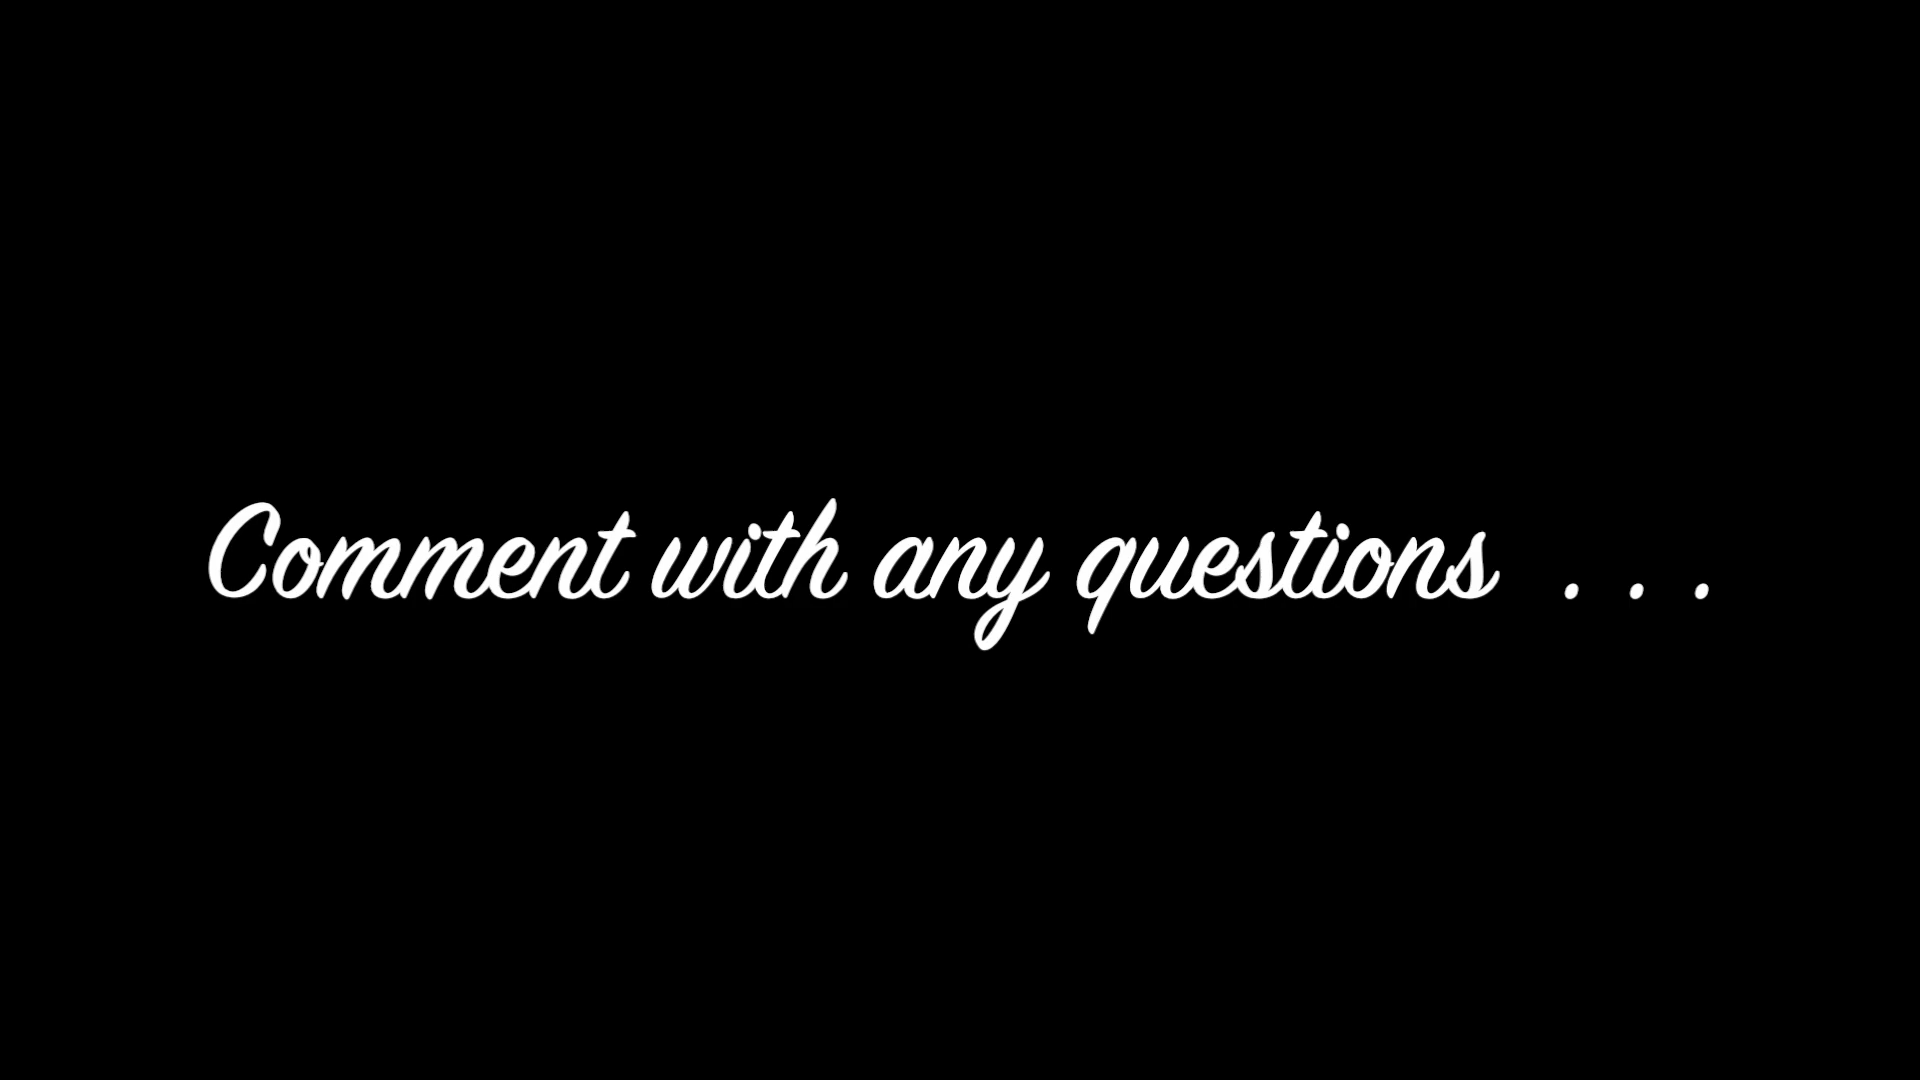 Comment with any questions . . .